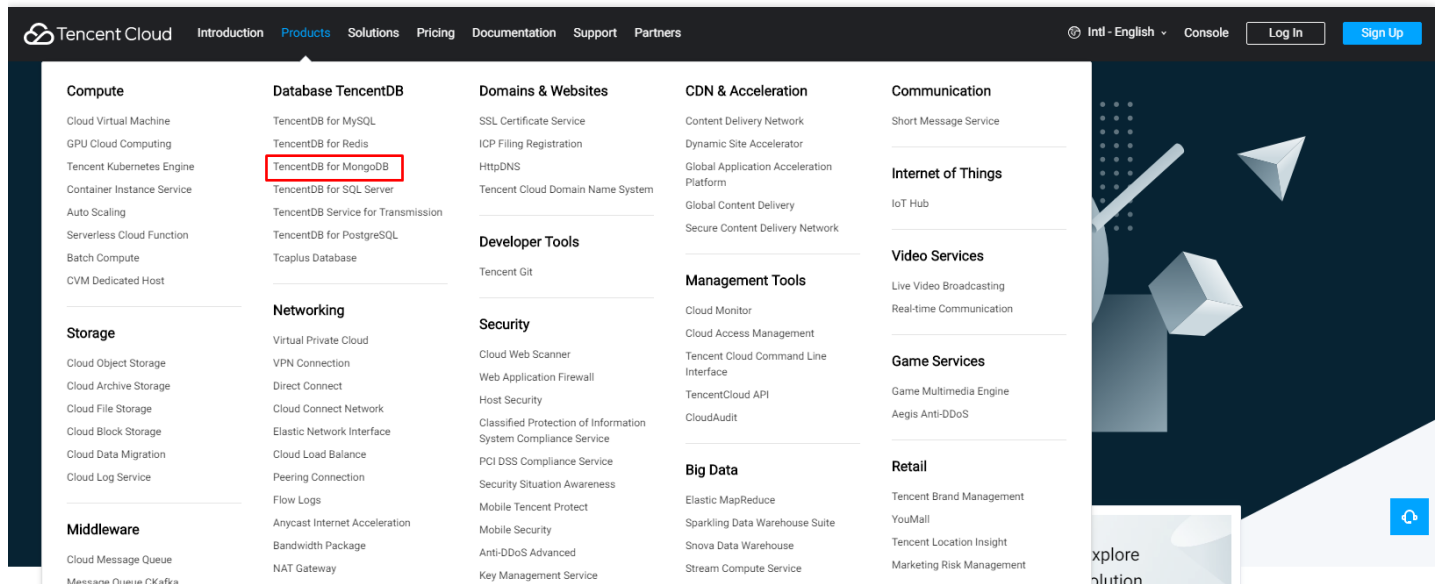 Tencent Cloud
Introduction
Products
Solutions
Pricing
Documentation
Support
Partners
Intl - English
Console
Log In
Sign Up
Compute
Cloud Virtual Machine
GPU Cloud Computing
Tencent Kubernetes Engine
Container Instance Service
Auto Scaling
Serverless Cloud Function
Batch Compute
CVM Dedicated Host
Storage
Cloud Object Storage
Cloud Archive Storage
Cloud File Storage
Cloud Block Storage
Cloud Data Migration
Cloud Log Service
Middleware
Cloud Message Queue
Message Queue CKafka
Database TencentDB
TencentDB for MySQL
TencentDB for Redis
TencentDB for MongoDB
TencentDB for SQL Server
TencentDB Service for Transmission
TencentDB for PostgreSQL
Tcaplus Database
Networking
Virtual Private Cloud
VPN Connection
Direct Connect
Cloud Connect Network
Elastic Network Interface
Cloud Load Balance
Peering Connection
Flow Logs
Anycast Internet Acceleration
Bandwidth Package
NAT Gateway
Domains & Websites
SSL Certificate Service
ICP Filing Registration
HttpDNS
Tencent Cloud Domain Name System
Developer Tools
Tencent Git
Security
Cloud Web Scanner
Web Application Firewall
Host Security
Classified Protection of Information
System Compliance Service
PCI DSS Compliance Service
Security Situation Awareness
Mobile Tencent Protect
Mobile Security
Anti-DDoS Advanced
Key Management Service
CDN & Acceleration
Content Delivery Network
Dynamic Site Accelerator
Global Application Acceleration
Platform
Global Content Delivery
Secure Content Delivery Network
Management Tools
Cloud Monitor
Cloud Access Management
Tencent Cloud Command Line
Interface
TencentCloud API
CloudAudit
Big Data
Elastic MapReduce
Sparkling Data Warehouse Suite
Snova Data Warehouse
Stream Compute Service
Communication
Short Message Service
Internet of Things
IoT Hub
Video Services
Live Video Broadcasting
Real-time Communication
Game Services
Game Multimedia Engine
Aegis Anti-DDoS
Retail
Tencent Brand Management
YouMall
Tencent Location Insight
Marketing Risk Management
xplore
olution